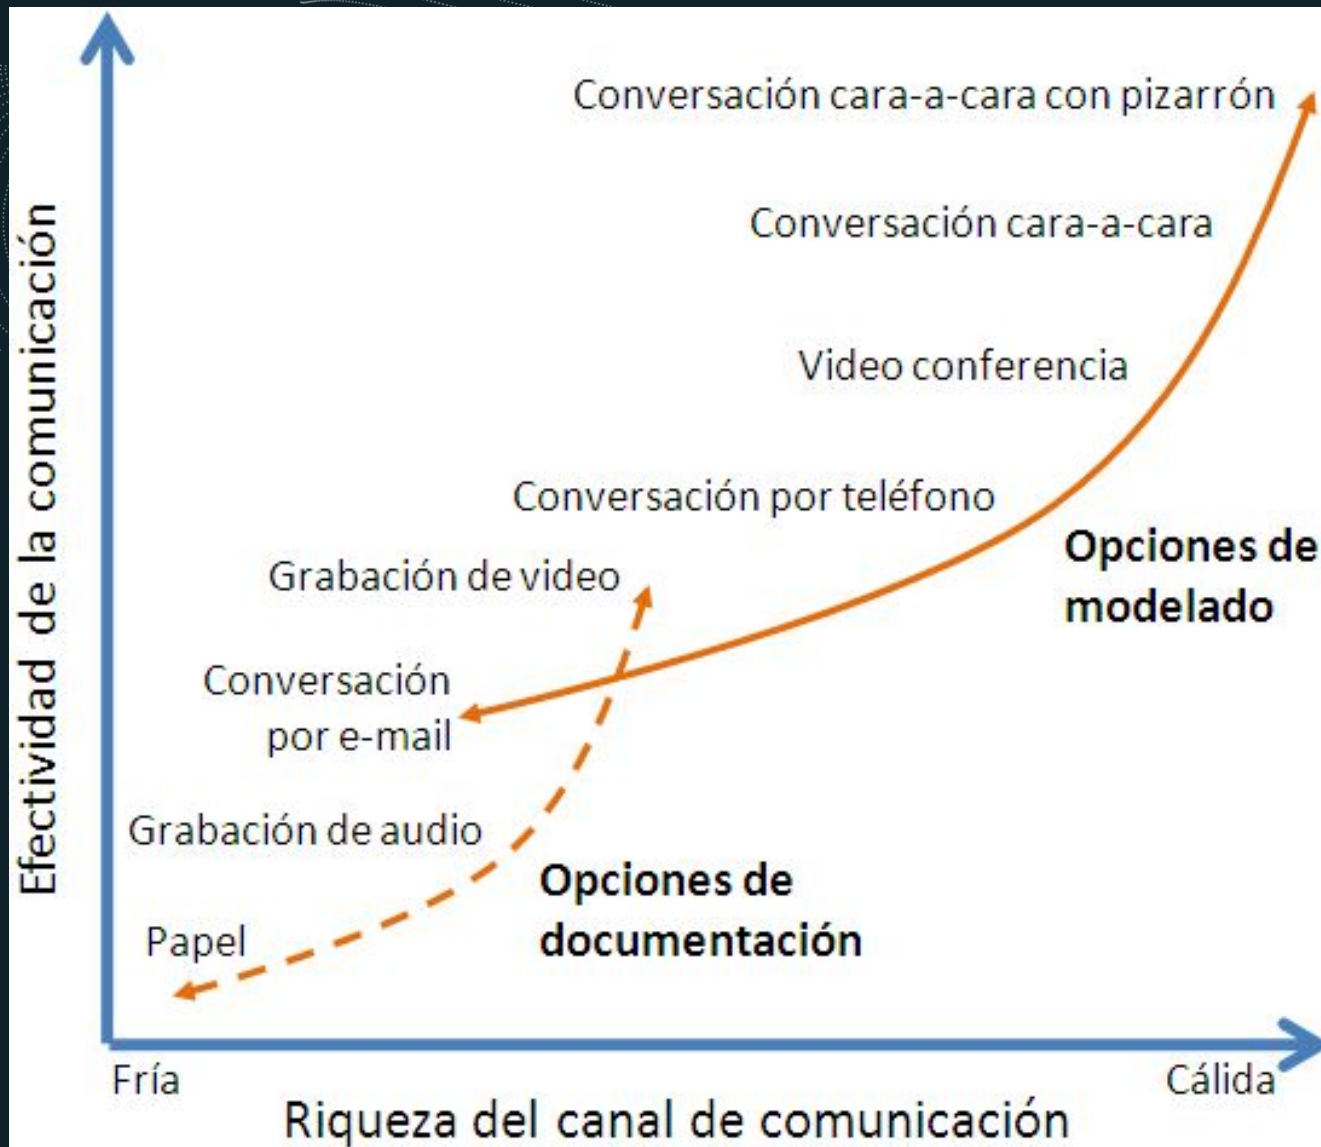 Conversación cara-a-cara con pizarrón
Conversación cara-a-cara
Video conferencia
Conversación por teléfono
Opciones de
modelado
Grabación de video
Conversación
por e-mail
Grabación de audio
Opciones de
documentación
Papel
Efectividad de la comunicación
Fría
Cálida
Riqueza del canal de comunicación